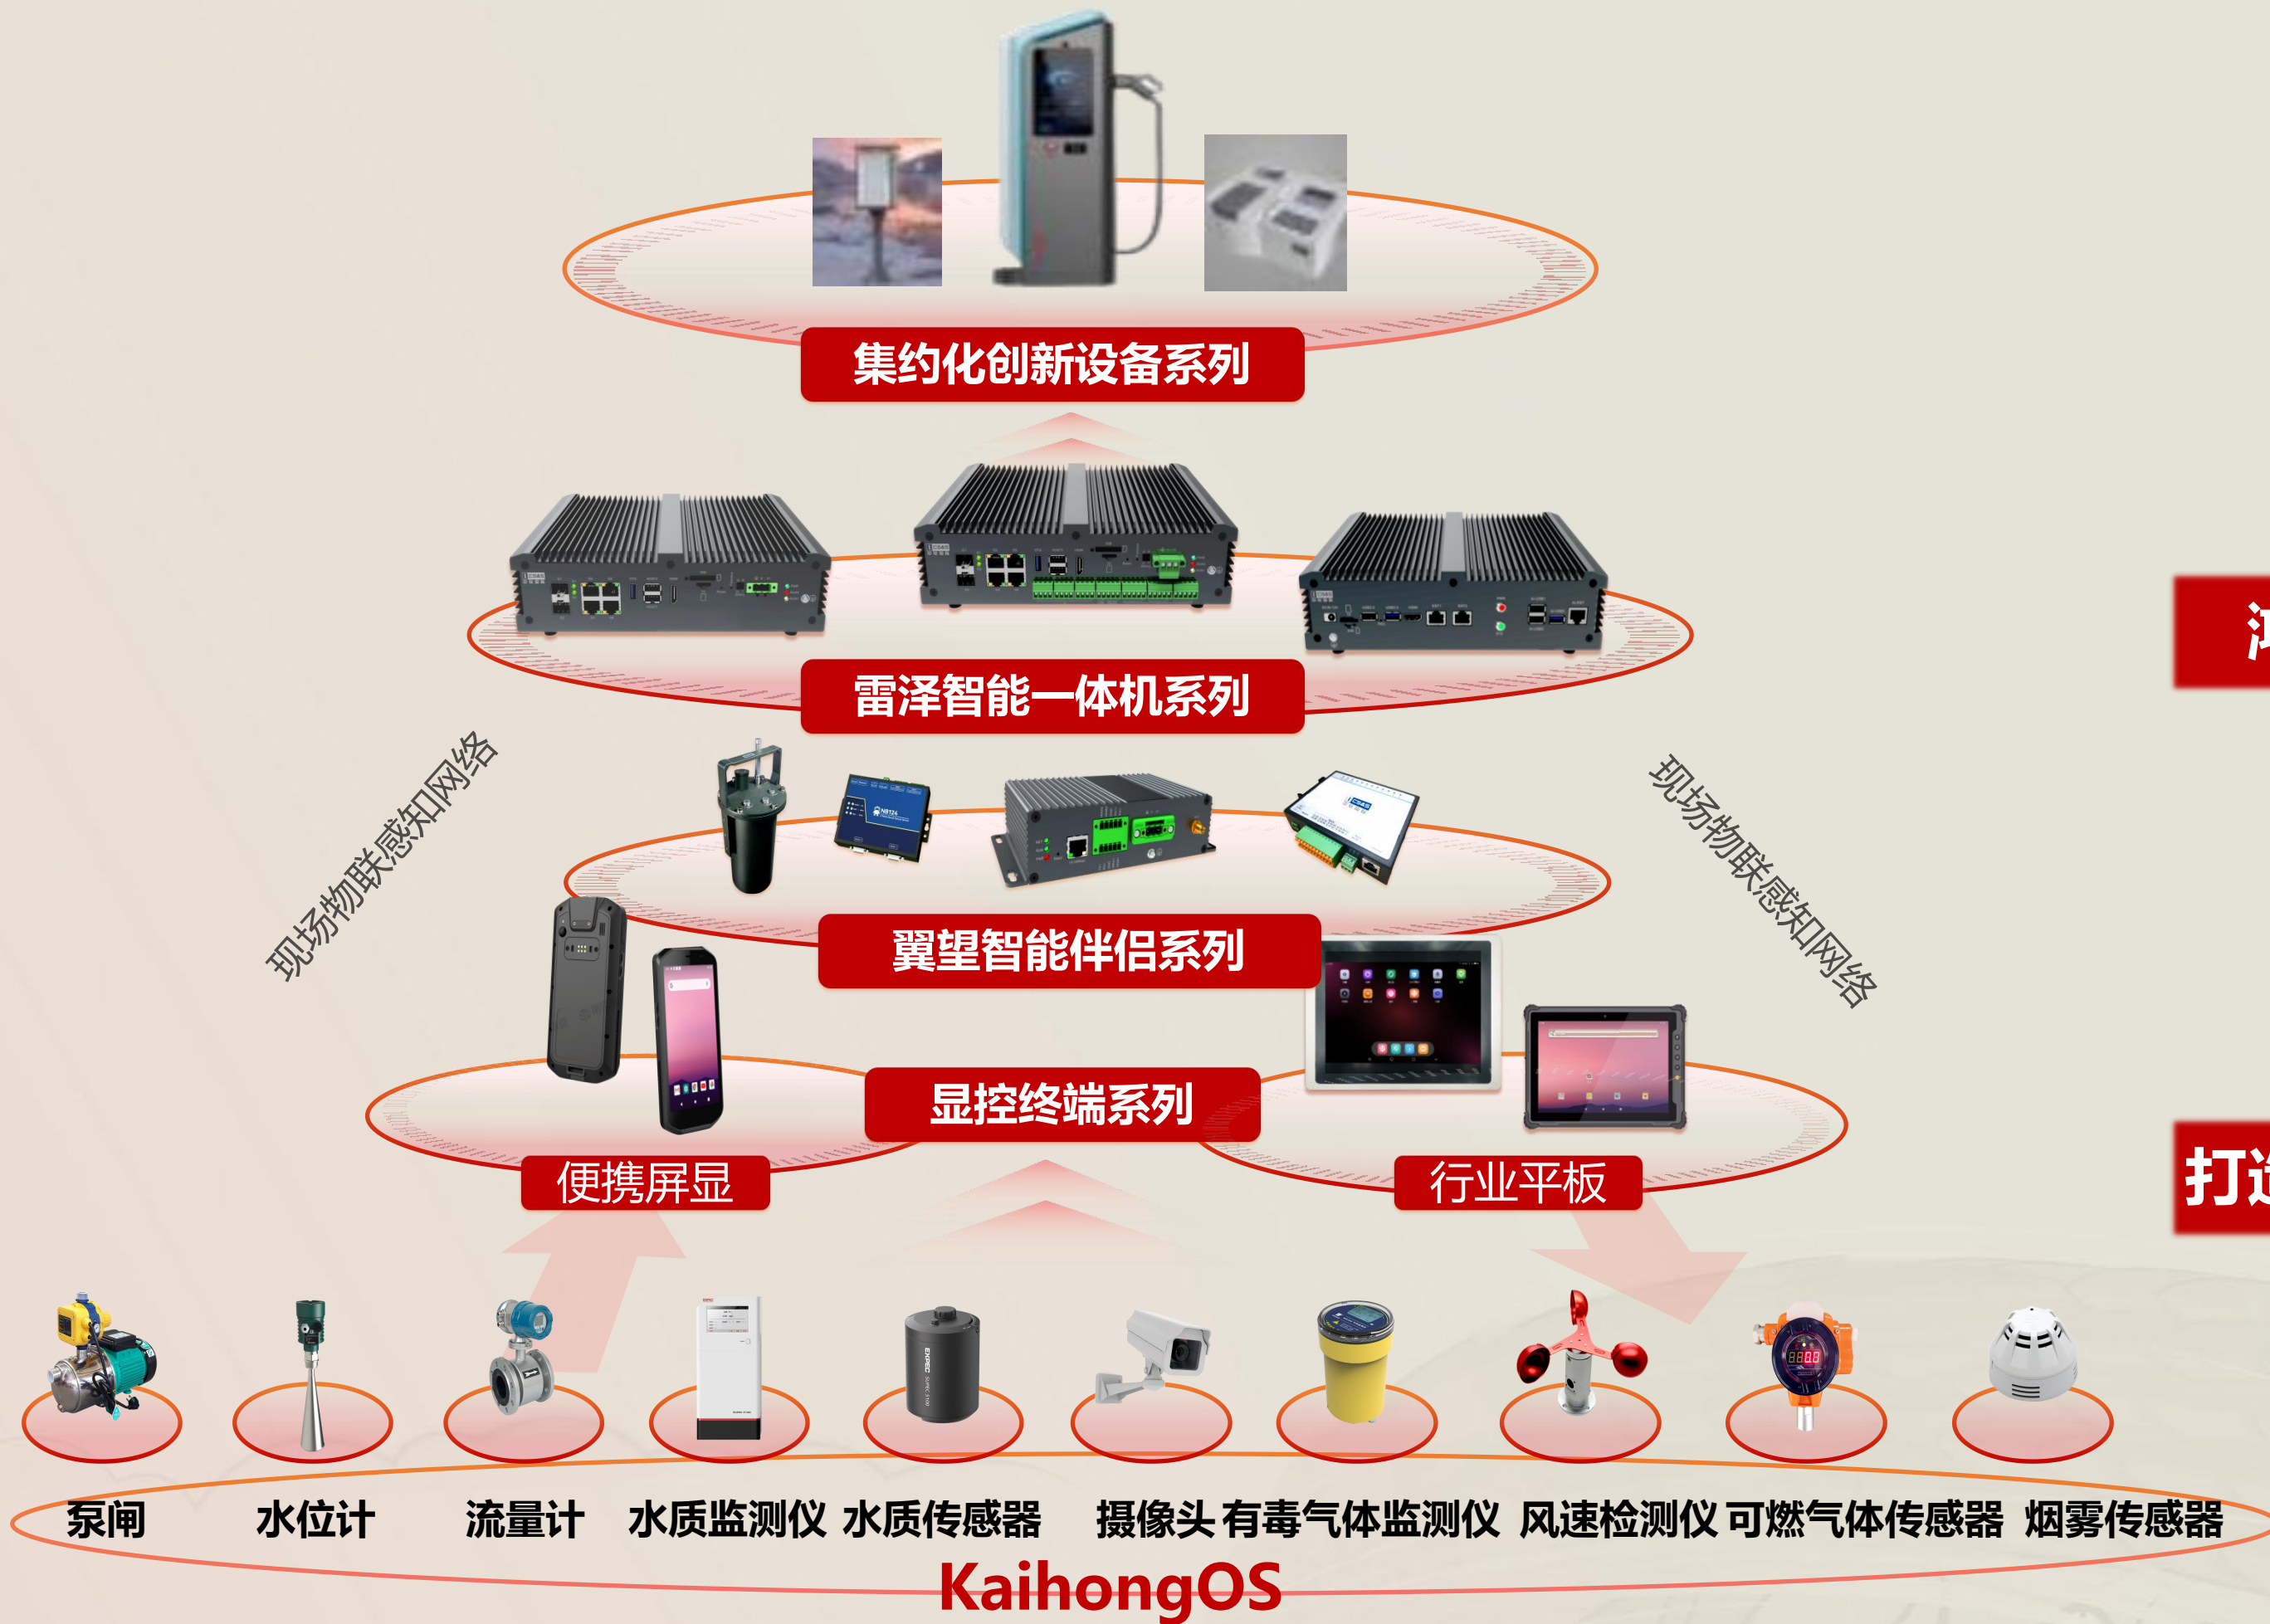 集约化创新设备系列
雷泽智能一体机系列
现场物联感知网络
现场物联感知网络
NB124
翼望智能伴侣系列
显控终端系列
便携屏显
行业平板
打造
EXPEC
泵闸
水位计
流量计
水质监测仪
水质传感器
摄像头
有毒气体监测仪
风速检测仪
可燃气体传感器
烟雾传感器
KaihongOS